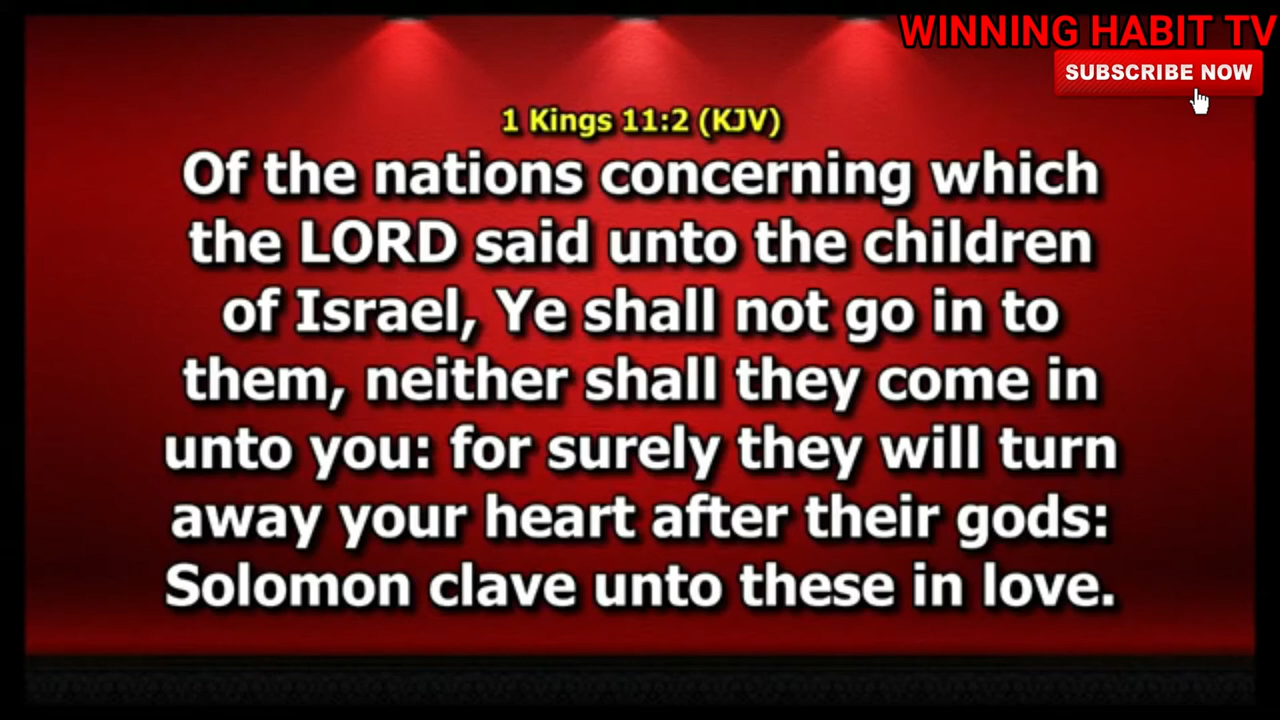 WINNING HABIT TV
SUBSCRIBE NOW
1 Kings 11:2 (KJV)
Of the nations concerning which
the LORD said unto the children
of Israel, Ye shall not go in to
them, neither shall they come in
unto you: for surely they will turn
away your heart after their gods:
Solomon clave unto these in love.